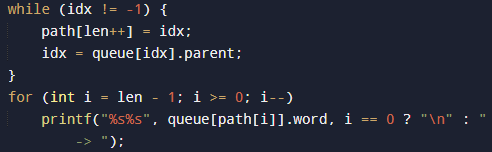 while (idx != -1) {
    path[len++] = idx;
    idx = queue[idx].parent;
}
for (int i = len - 1; i >= 0; i--)
    printf("%s%s", queue[path[i]].word, i == 0 ? "\n" : "
        -> ");